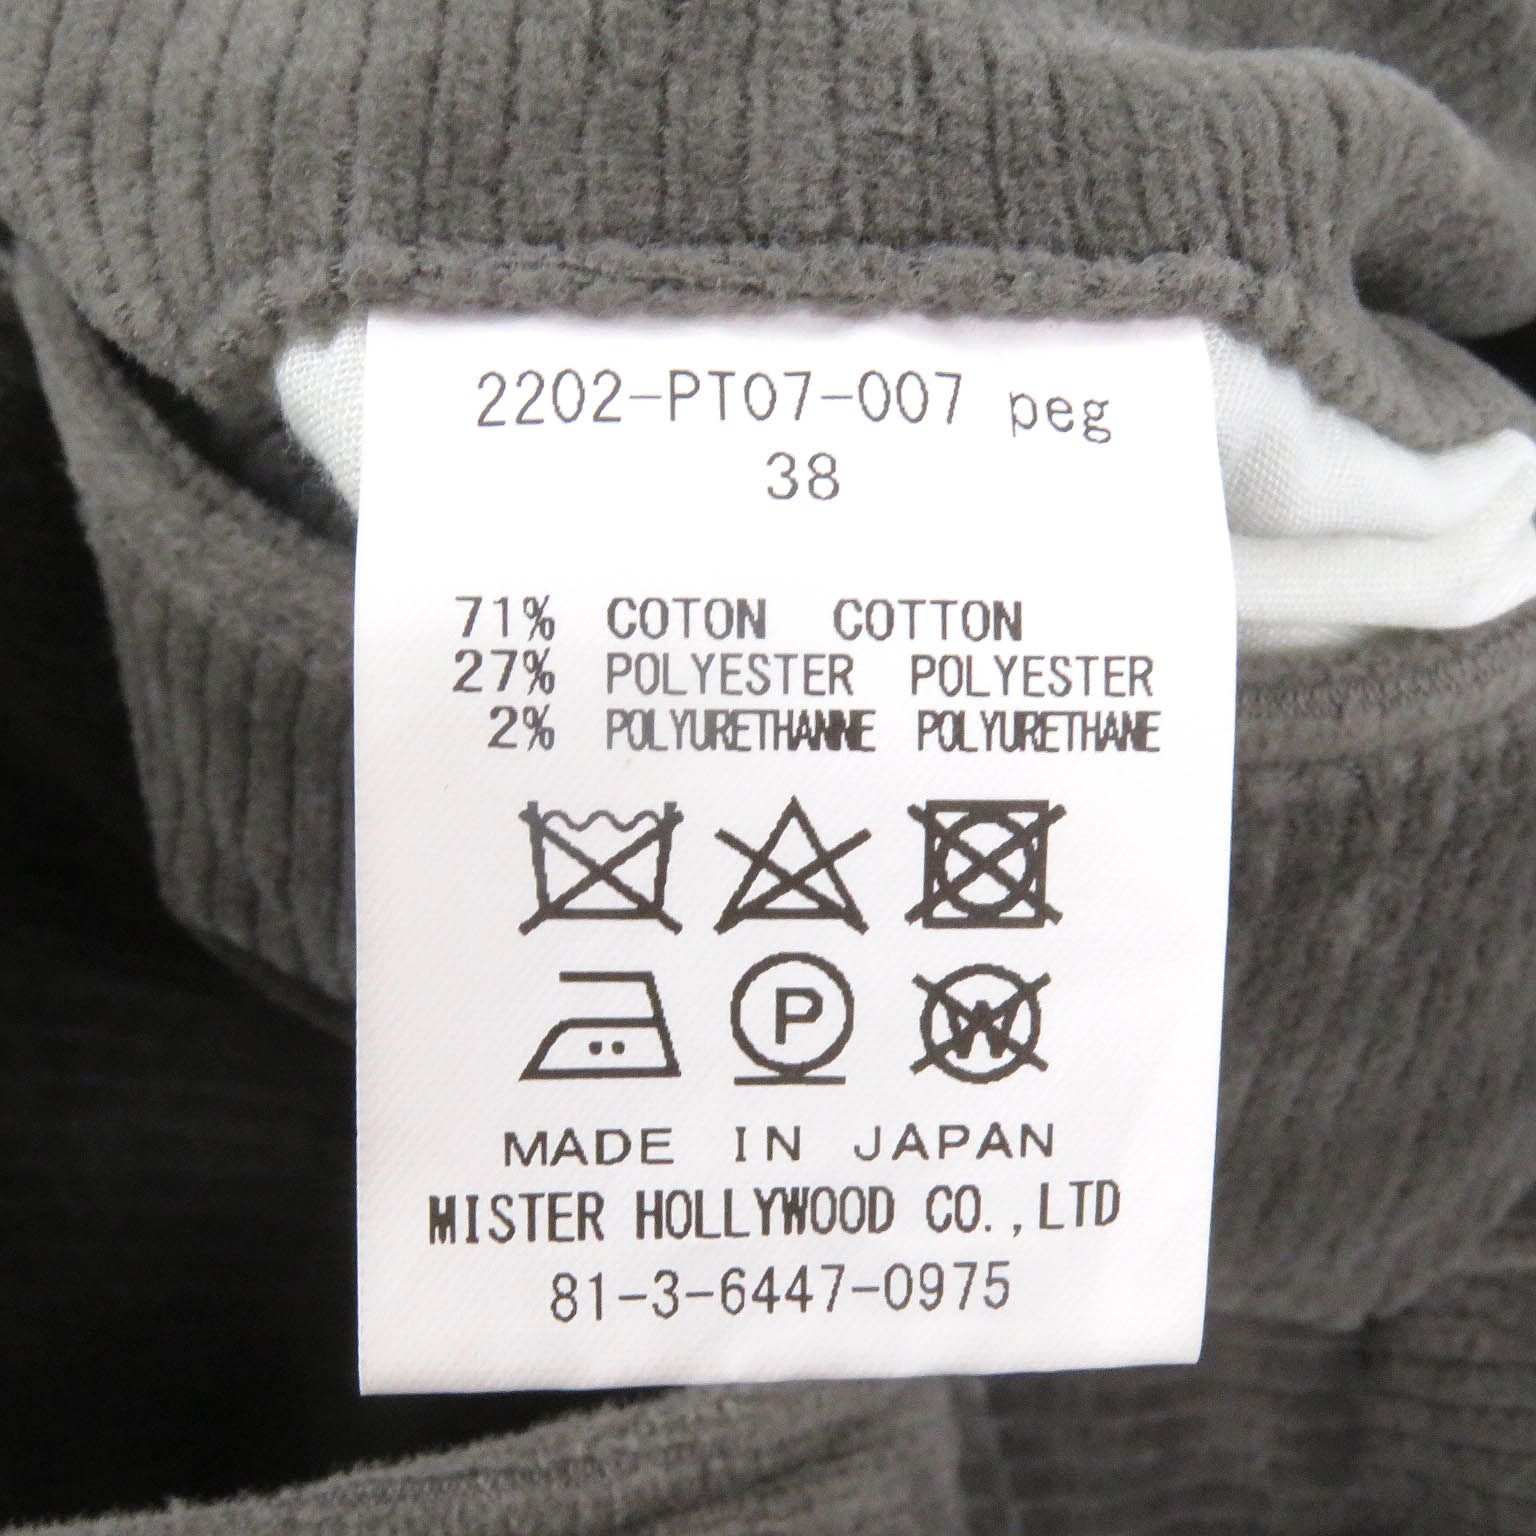 2202-PT07-007 peg
38
71% COTON COTTON
27% POLYESTER POLYESTER
2% POLYURETHANNE POLYURETHANE
P W
MADE IN JAPAN
MISTER HOLLYWOOD CO.,LTD
81-3-6447-0975